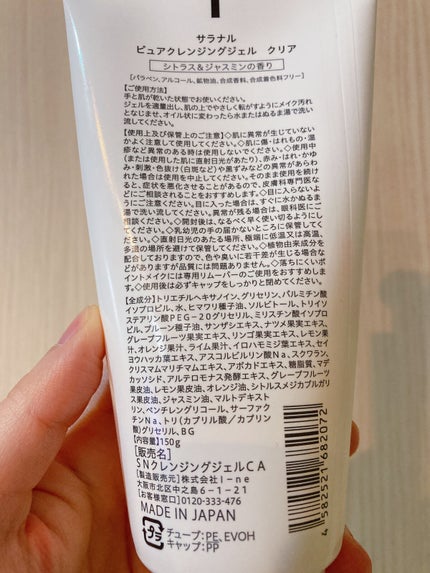 サラナル
ピュアクレンジングジェル クリア
シトラス&ジャスミンの香り
[パラベン、アルコール、鉱物油、合成香料、合成着色料フリー]
【ご使用方法】
手と肌が乾いた状態でお使いください。
ジェルを適量出し、肌の上でやさしく転がすようにメイク汚れ
となじませ、オイル状に変わったら水またはぬるま湯で洗い
流してください。
【使用上及び保管上のご注意】◇肌に異常が生じていない
かよく注意して使用してください。◇肌に傷・はれもの・湿
疹など異常のある時は使用しないでください。◇使用中
(または使用した肌に直射日光があたり)、赤み・はれ・かゆ
み・刺激・色抜け(白斑など)や黒ずみなどの異常があらわ
れた場合は使用を中止してください。そのまま使用を続け
ると、症状を悪化させることがあるので、皮膚科専門医な
どにご相談されることをおすすめします。◇目に入らないよ
うにご注意ください。目に入った場合は、すぐに水かぬるま
湯で洗い流してください。異常が残る場合は、眼科医にご
相談ください。◇開封後は、なるべく早く使い切るようにし
てください。◇乳幼児の手の届かないところに保管してく
ださい。◇直射日光のあたる場所、極端に低温又は高温、
多湿の場所を避けて保管してください。◇植物由来成分を
配合しておりますので、色や臭いに若干差が生じる場合な
どがありますが品質には問題ありません。◇落ちにくいポ
イントメイクには専用リムーバーのご使用をおすすめしま
す。◇使用後は必ずキャップをしっかりと閉めてください。
【全成分】トリエチルヘキサノイン、グリセリン、パルミチン酸
イソプロピル、水、ヒマワリ種子油、ソルビトール、トリイソ
ステアリン酸PEG-20グリセリル、ミリスチン酸イソプロ
ピル、プルーン種子油、サンザシエキス、ナツメ果実エキス、
グレープフルーツ果実エキス、リンゴ果実エキス、レモン果
汁、オレンジ果汁、ライム果汁、イロハモミジ葉エキス、セ
イヨウハッカ葉エキス、アスコルビルリン酸Na、スクワラン、
クリスマムマリチマムエキス、アボカドエキス、糖脂質、マデ
カッソシド、アルテロモナス発酵エキス、グレープフルーツ
果皮油、レモン果皮油、オレンジ油、シトルスメジカブルガリ
ス果皮油、ジャスミン油、マルトデキスト
リン、ペンチレングリコール、サーファク
チンNa、トリ(カプリル酸/カプリン
酸)グリセリル、BG
【内容量】150g
【販売名】
SNクレンジングジェルCA
【製造販売元】株式会社I-ne
大阪市北区中之島6-1-21
【お客様窓口】0120-333-476
MADE IN JAPAN
プラ
チューブ:PE, EVOH
キャップ:PP
4582521682072